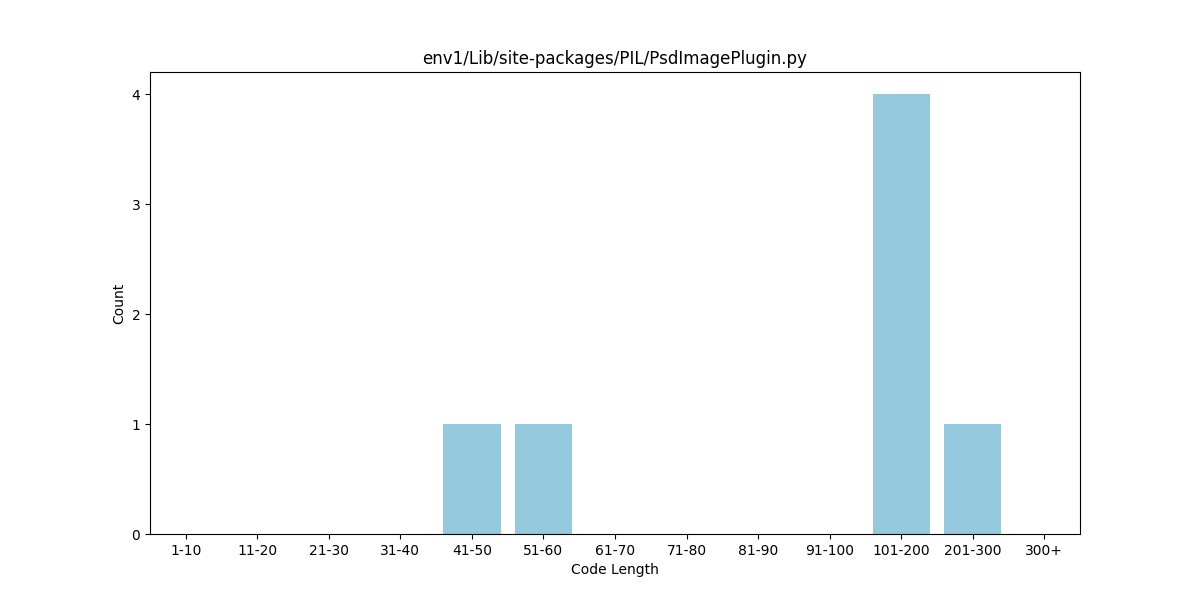 env1/Lib/site-packages/PIL/PsdImagePlugin.py
4
3
2
1
0
Count
1-10 11-20 21-30 31-40 41-50 51-60 61-70 71-80 81-90 91-100 101-200 201-300 300+
Code Length